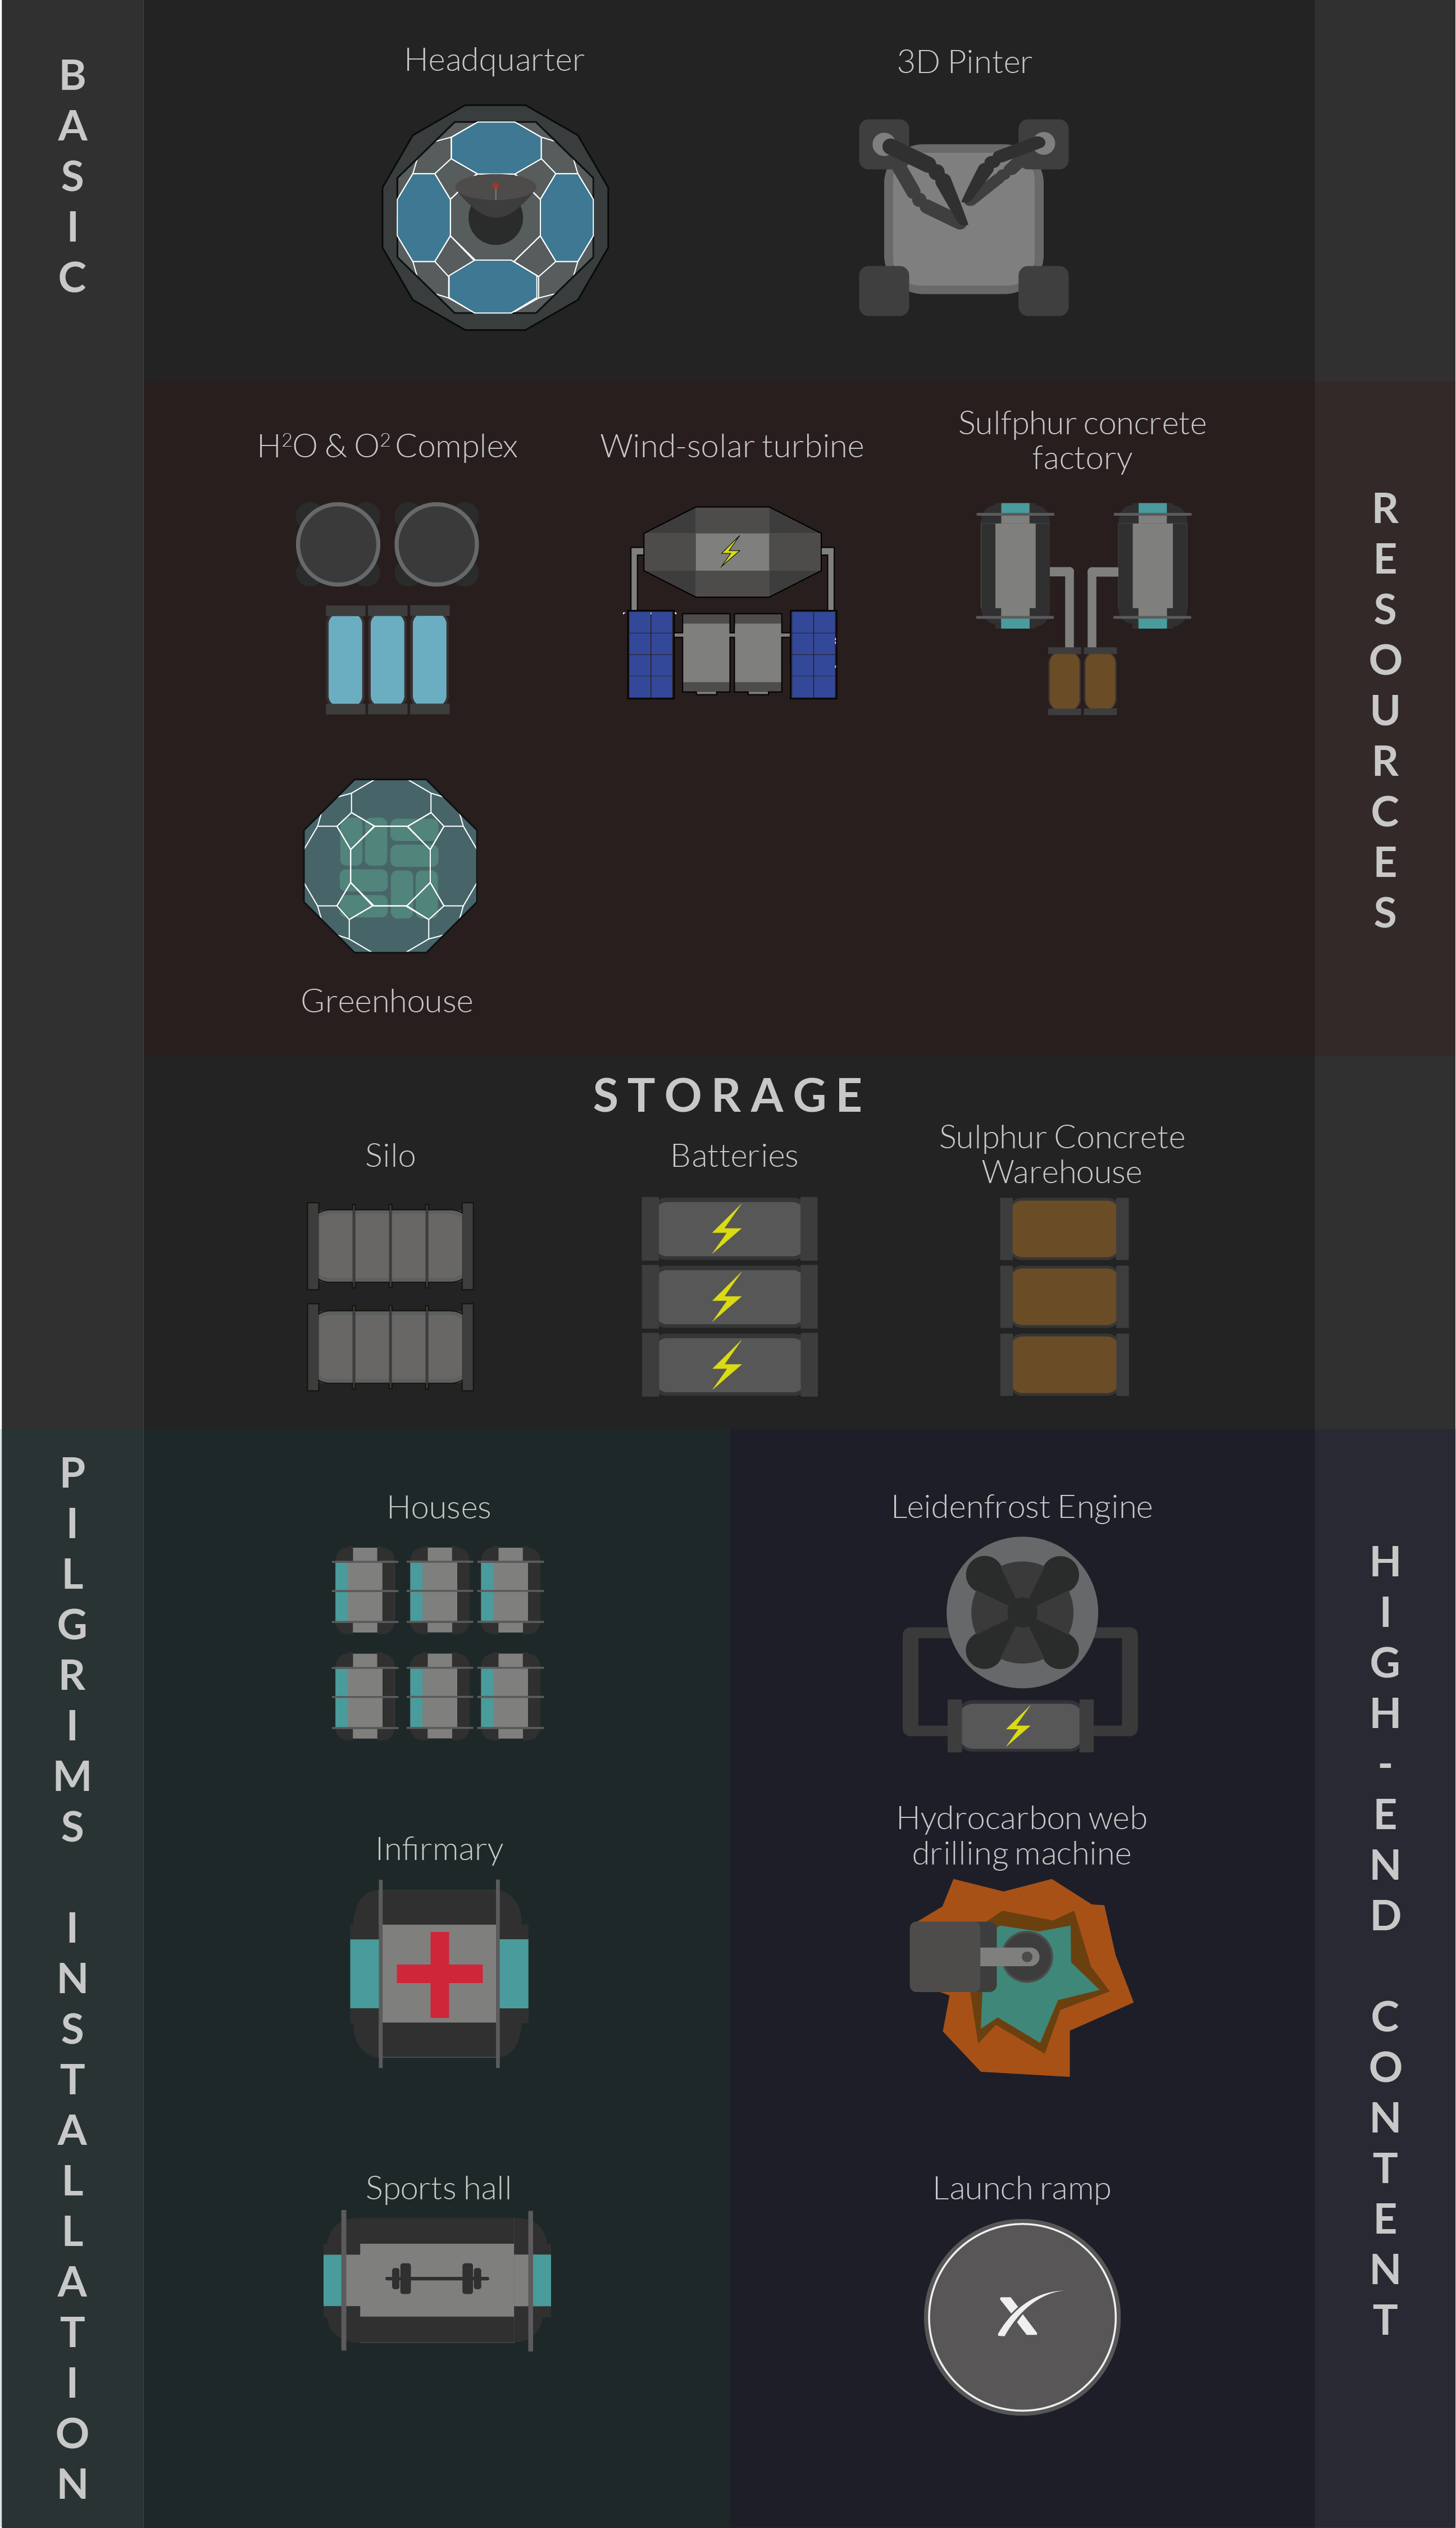 BASIC
Headquarter
3D Pinter
RESOURCES
H²O & O² Complex
Wind-solar turbine
Sulfphur concrete
factory
Greenhouse
STORAGE
Silo
Batteries
Sulphur Concrete
Warehouse
PILGRIMS INSTALLATION
Houses
Infirmary
Sports hall
HIGH-END CONTENT
Leidenfrost Engine
Hydrocarbon web
drilling machine
Launch ramp